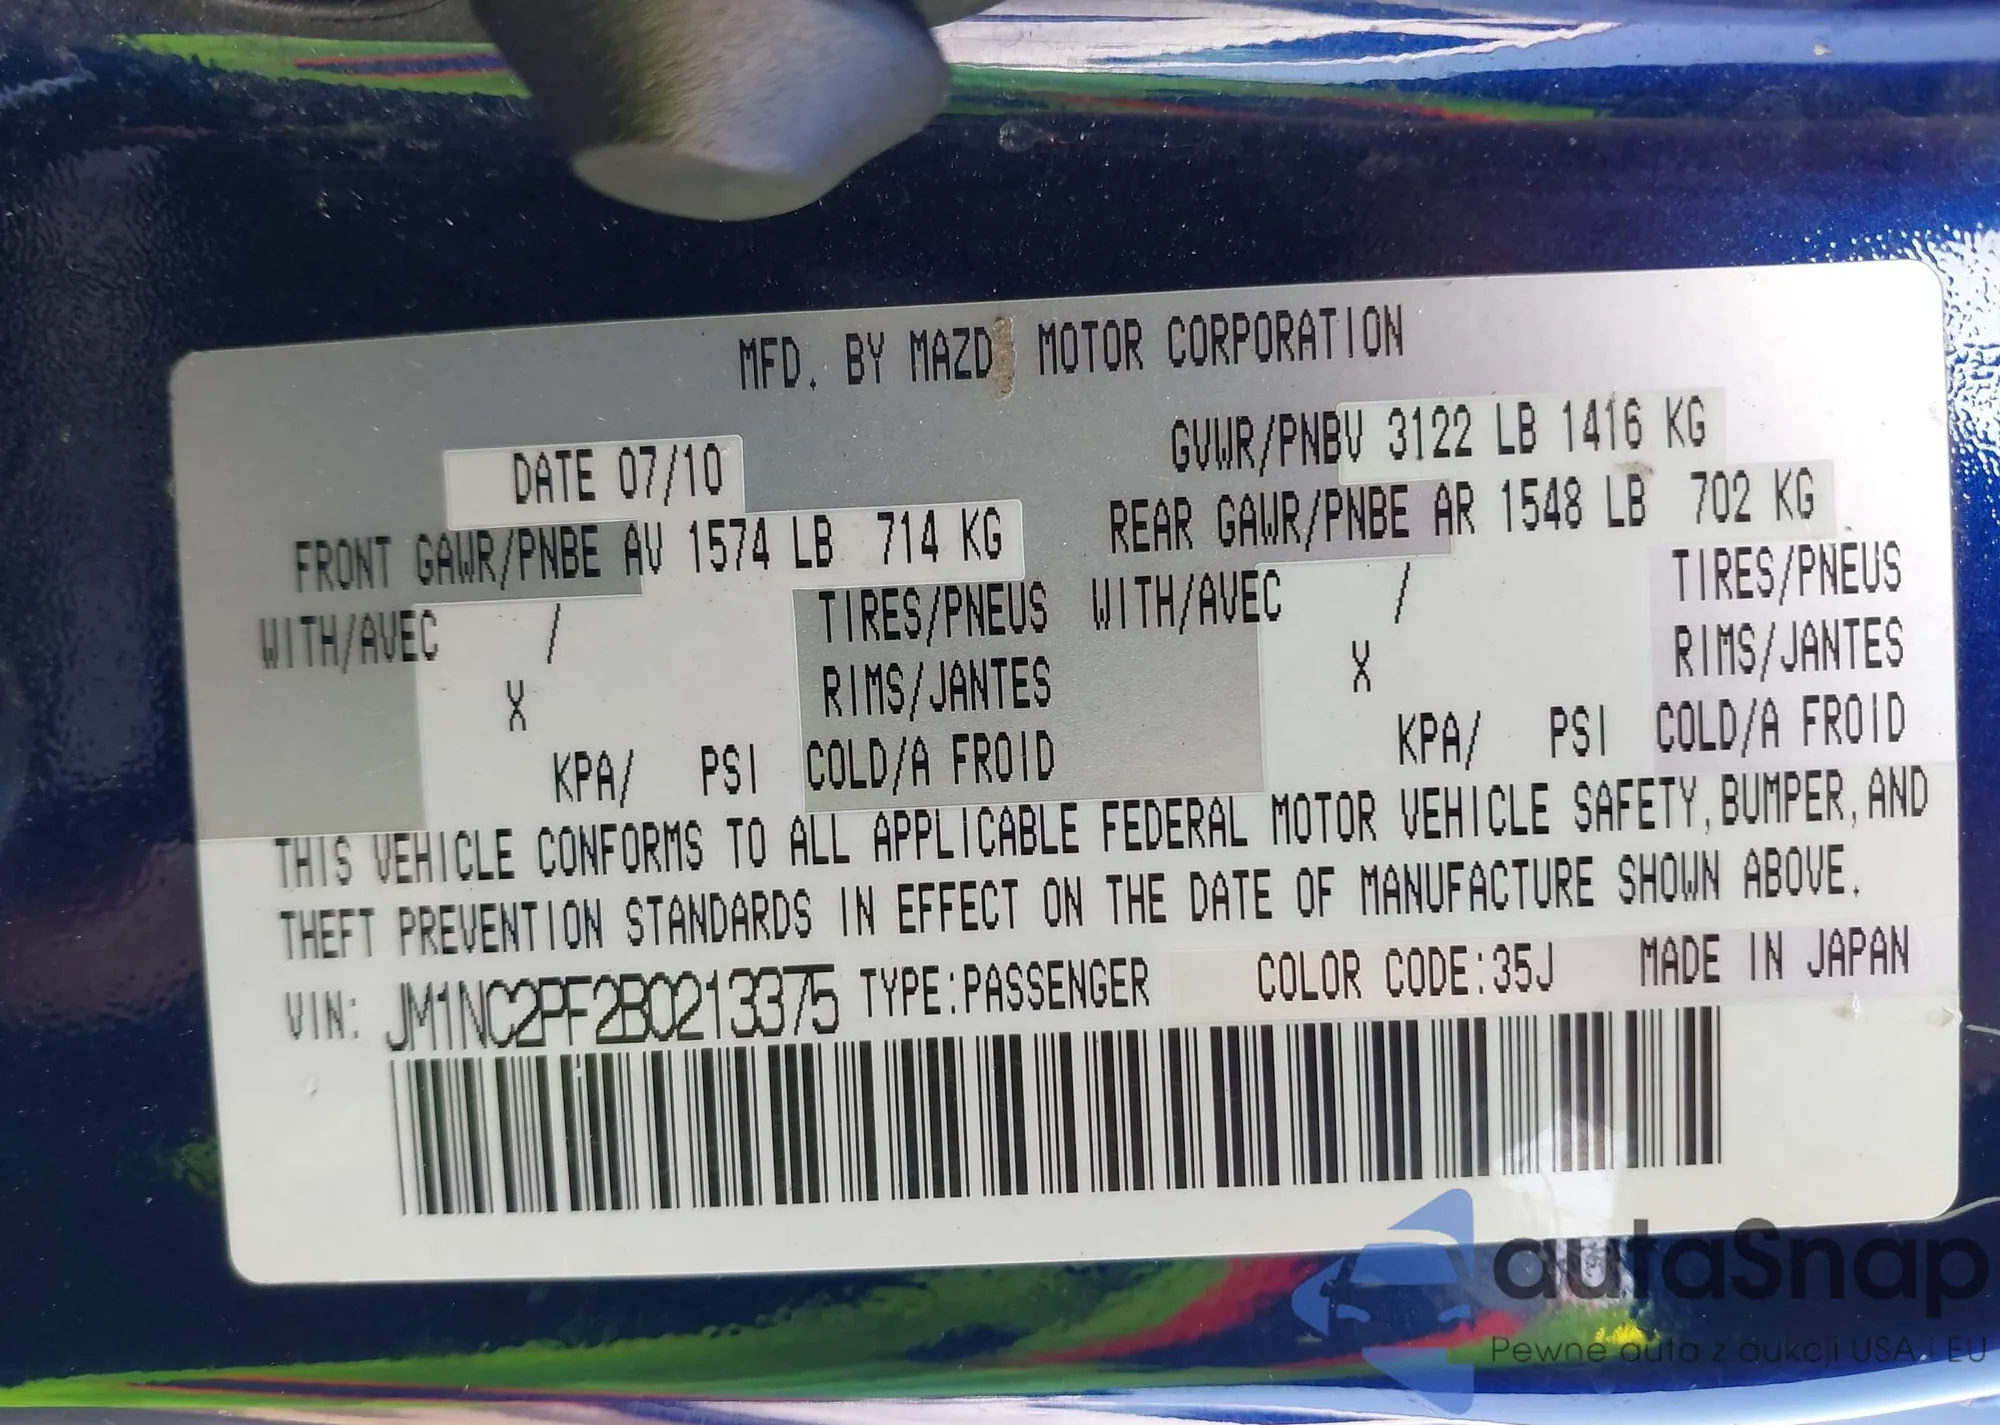 MFD. BY MAZD MOTOR CORPORATION
DATE 07/10 GVWR/PNBV 3122 LB 1416 KG
FRONT GAWR/PNBE AV 1574 LB 714 KG REAR GAWR/PNBE AR 1548 LB 702 KG
WITH/AVEC / TIRES/PNEUS WITH/AVEC / TIRES/PNEUS
X RIMS/JANTES X RIMS/JANTES
KPA/ PSI COLD/A FROID KPA/ PSI COLD/A FROID
THIS VEHICLE CONFORMS TO ALL APPLICABLE FEDERAL MOTOR VEHICLE SAFETY, BUMPER, AND
THEFT PREVENTION STANDARDS IN EFFECT ON THE DATE OF MANUFACTURE SHOWN ABOVE.
VIN: JM1NC2PF2B0213375 TYPE:PASSENGER COLOR CODE:35J MADE IN JAPAN
autaSnap
Pewne auta z aukcji USA i EU